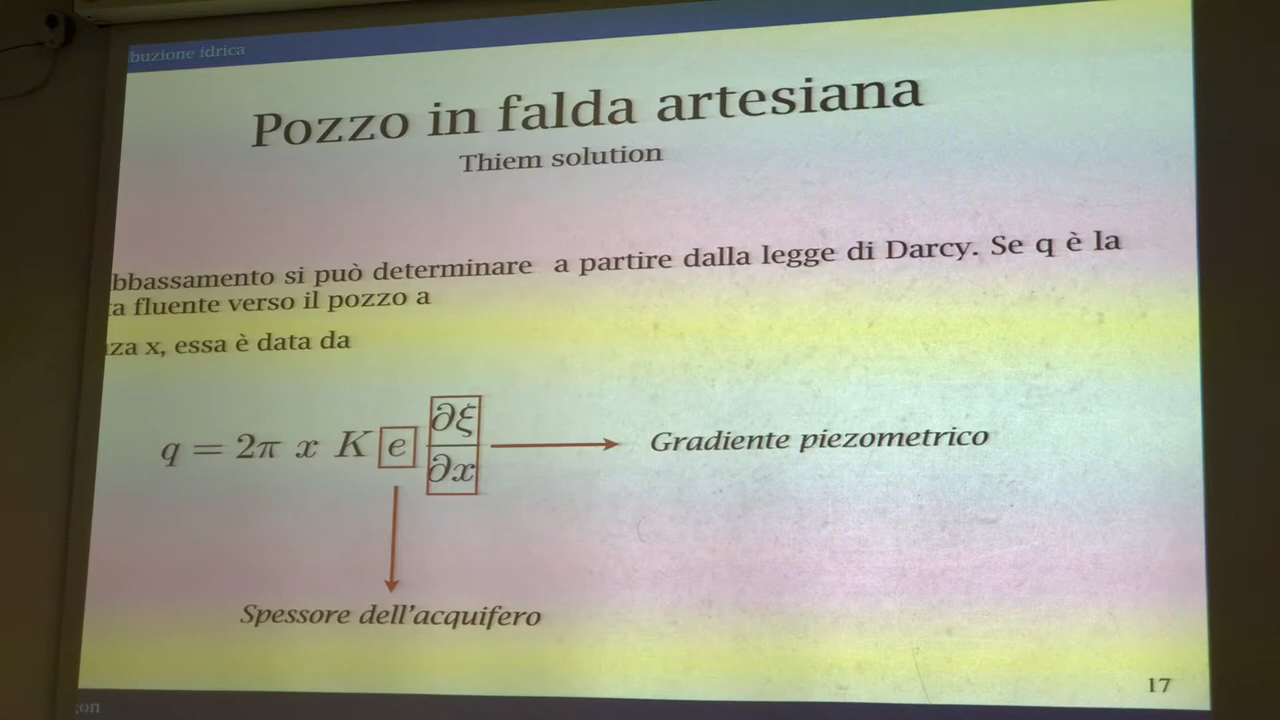 buzione idrica
Pozzo in falda artesiana
Thiem solution
bbassamento si può determinare a partire dalla legge di Darcy. Se q è la
a fluente verso il pozzo a
za x, essa è data da
q = 2π x K e ∂ξ/∂x
Gradiente piezometrico
Spessore dell'acquifero
17
gon